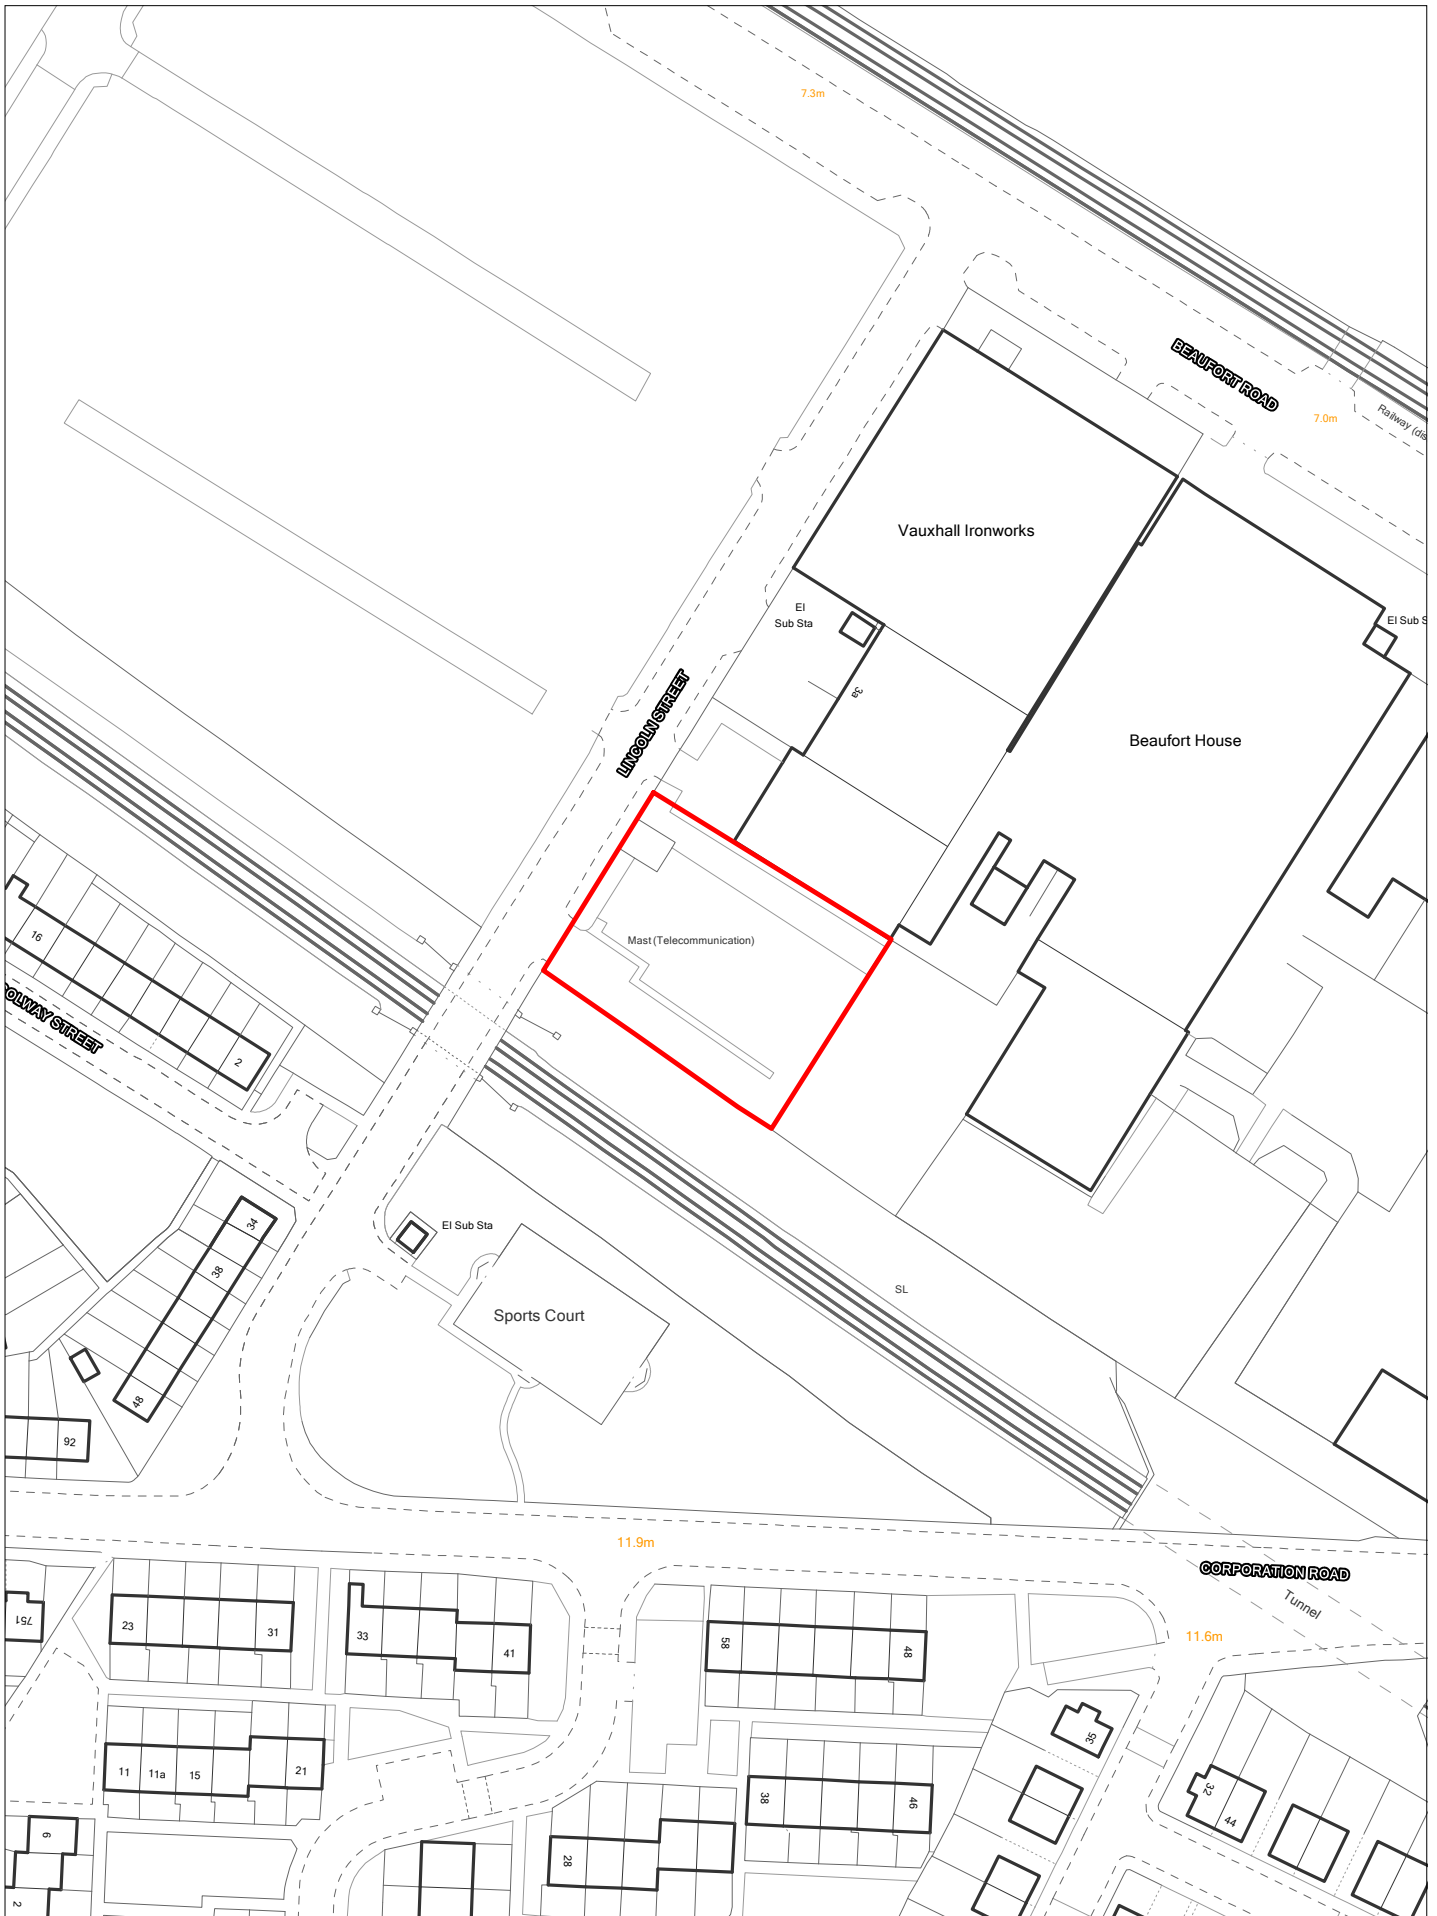 7.3m
BEAUFORT ROAD
7.0m
Railway (dis
Vauxhall Ironworks
El
Sub Sta
El Sub S
3a
LINCOLN STREET
Beaufort House
16
Mast (Telecommunication)
OLWAY STREET
2
34
El Sub Sta
38
SL
Sports Court
48
92
11.9m
CORPORATION ROAD
Tunnel
751
23
31
33
41
58
48
11.6m
35
11
11a
15
21
38
46
32
44
6
28
2